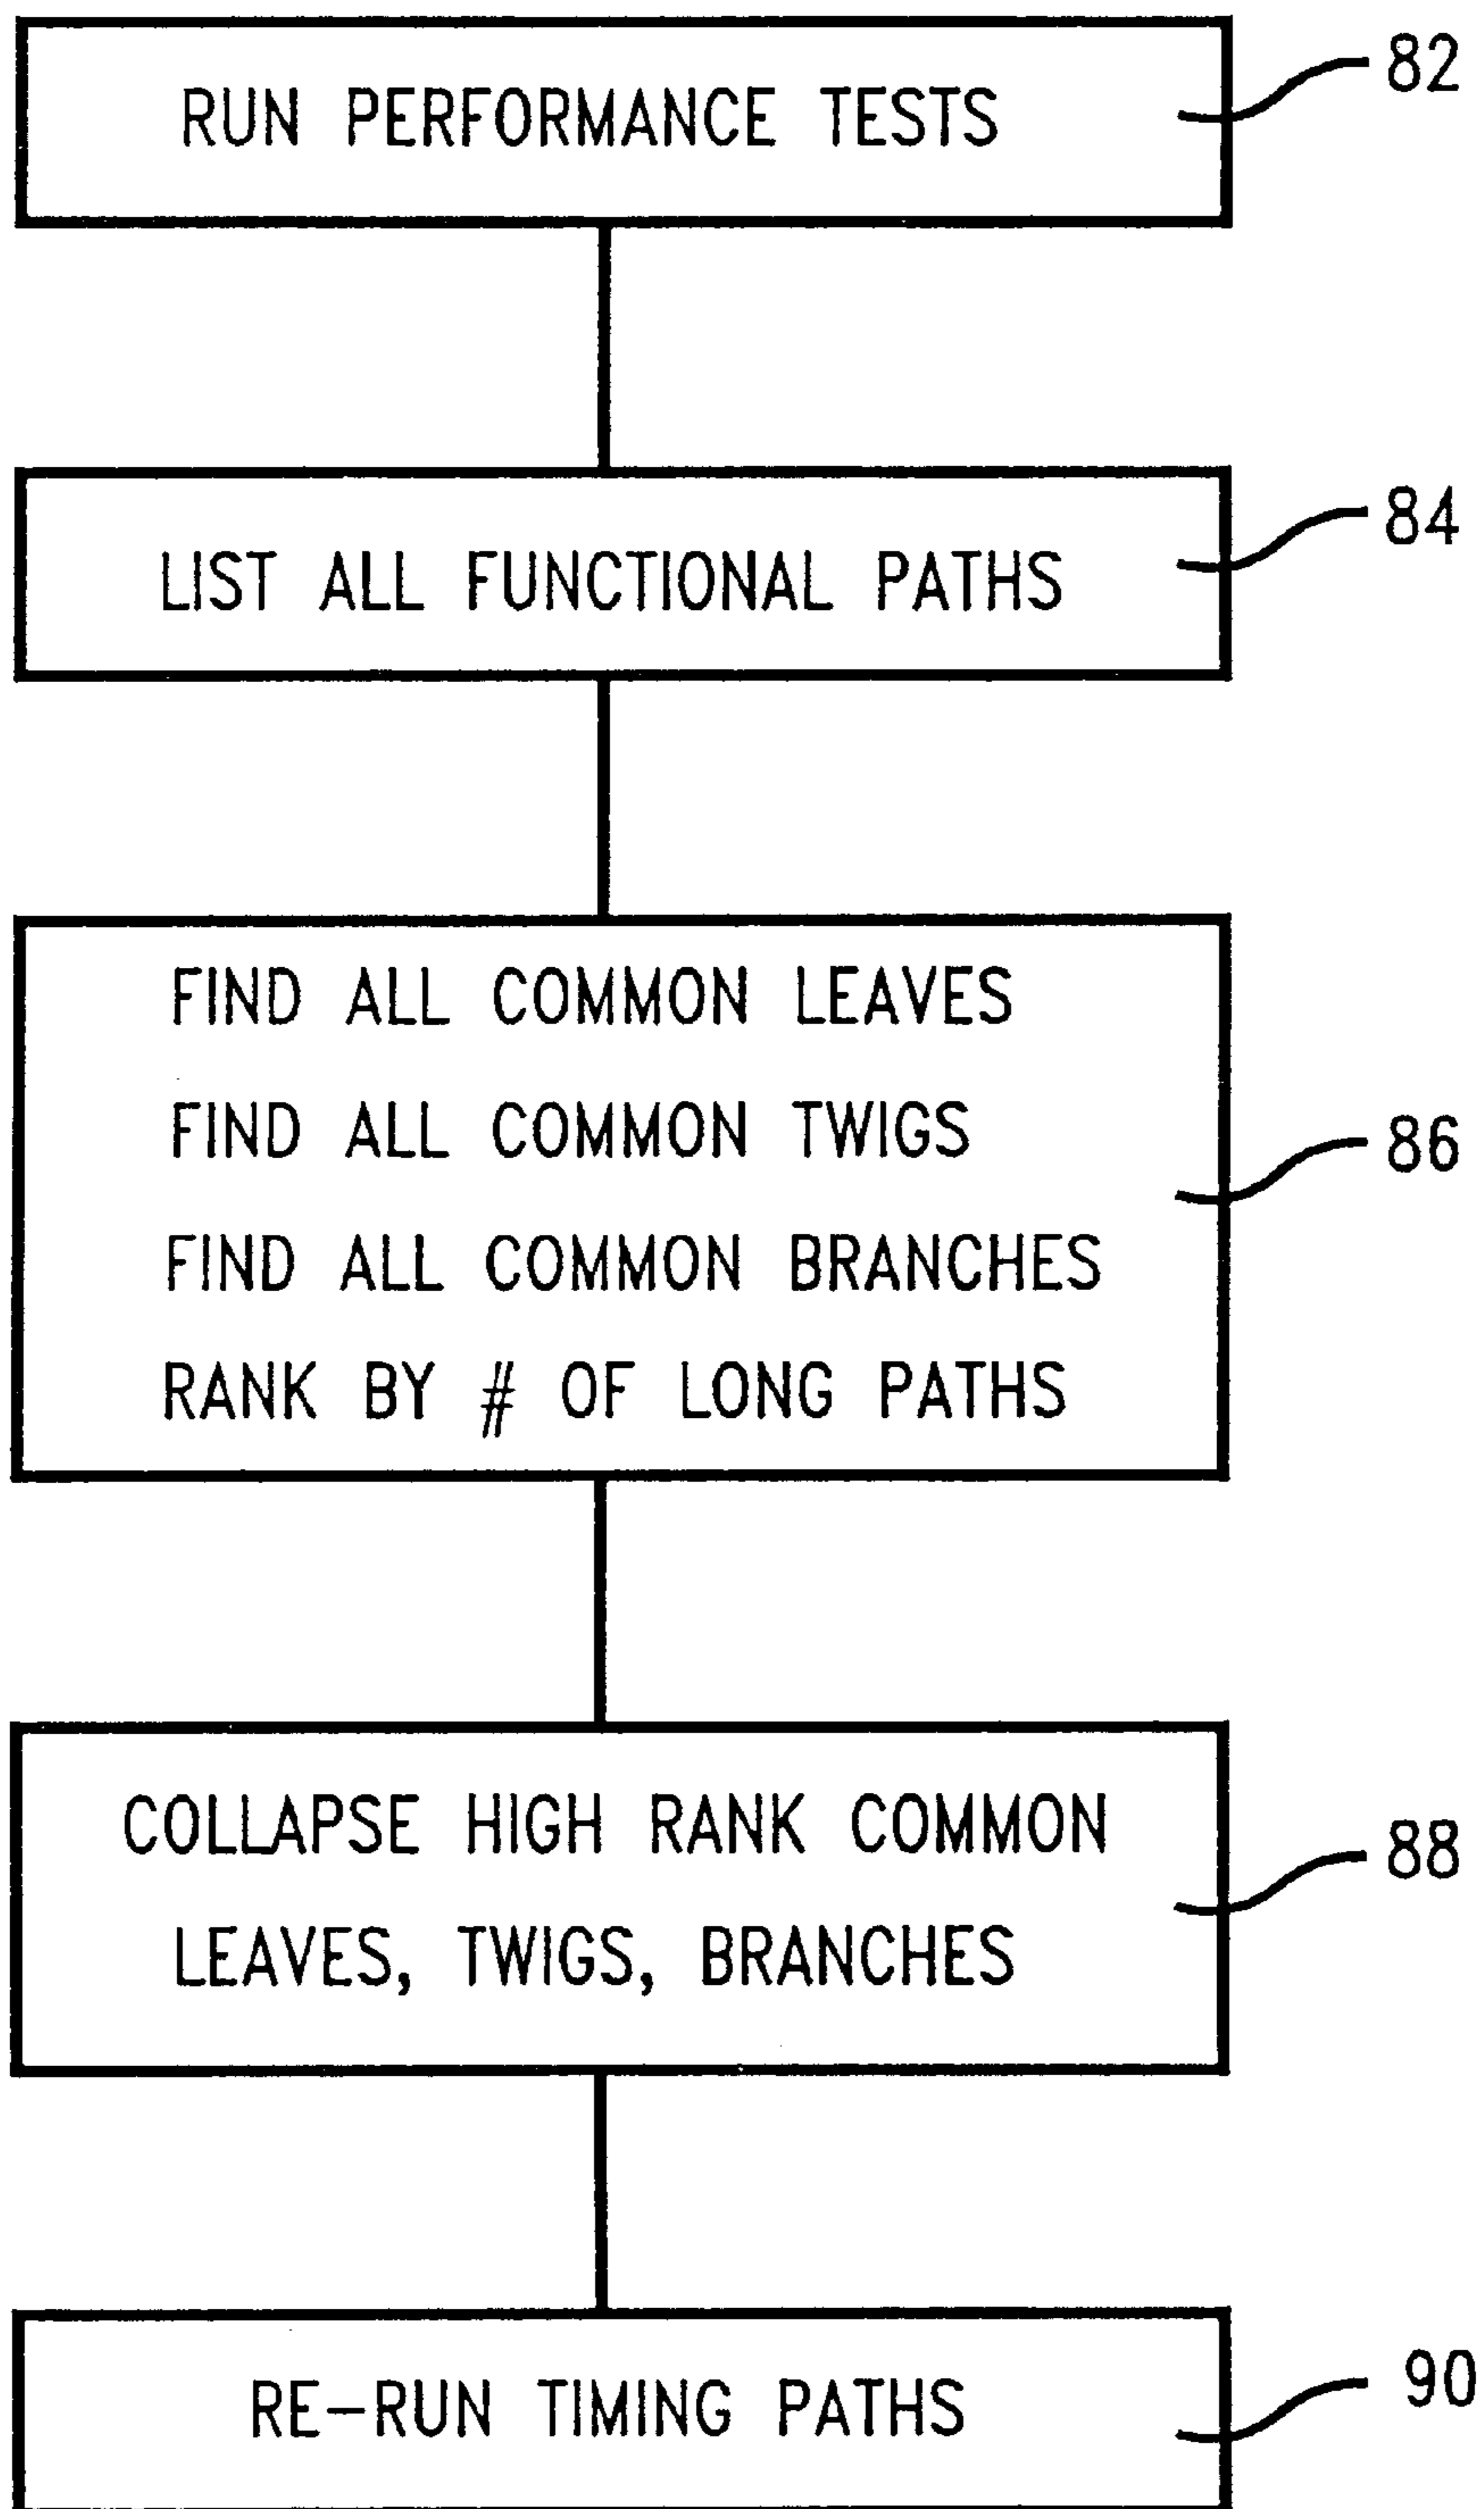 RUN PERFORMANCE TESTS
82
LIST ALL FUNCTIONAL PATHS
84
FIND ALL COMMON LEAVES
FIND ALL COMMON TWIGS
FIND ALL COMMON BRANCHES
RANK BY # OF LONG PATHS
86
COLLAPSE HIGH RANK COMMON
LEAVES, TWIGS, BRANCHES
88
RE-RUN TIMING PATHS
90